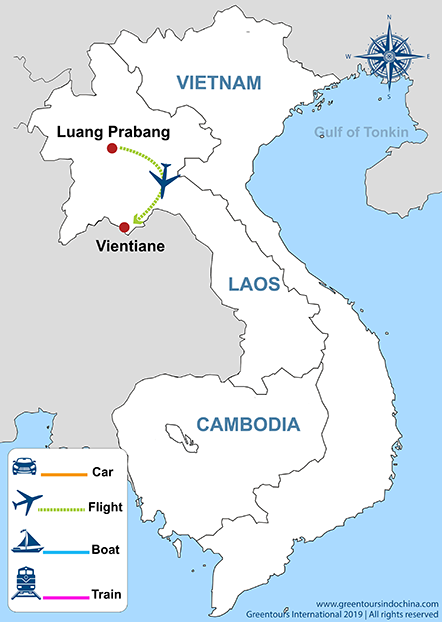 N
W
E
S
VIETNAM
Luang Prabang
Gulf of Tonkin
Vientiane
LAOS
CAMBODIA
Car
Flight
Boat
Train
www.greentoursindochina.com
Greentours International 2019 | All rights reserved